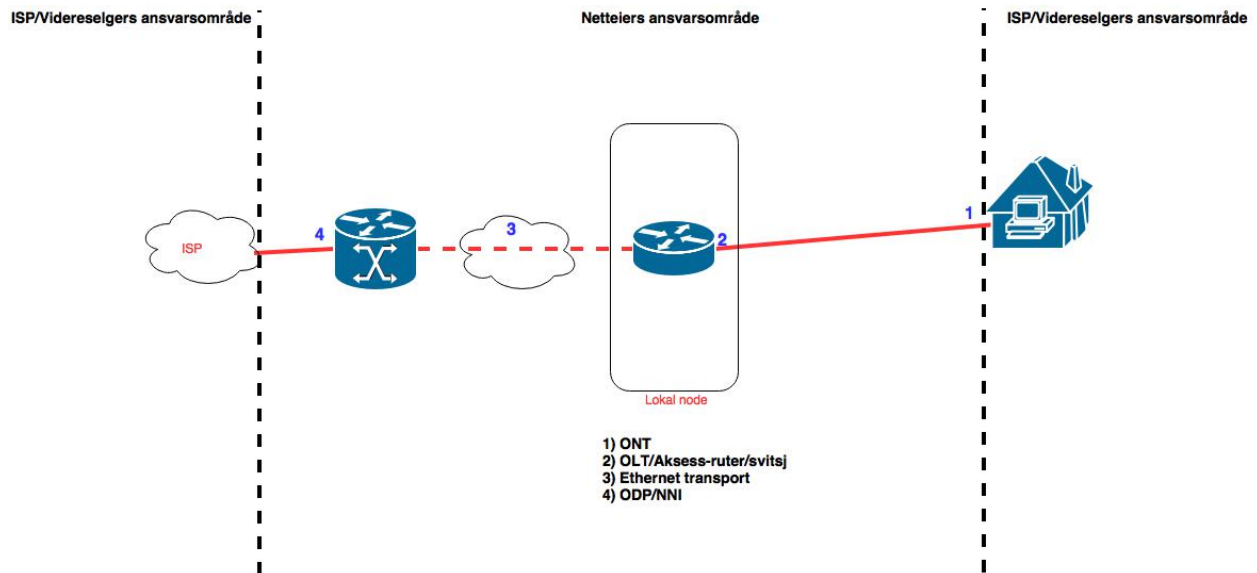 ISP/Videreselgers ansvarsområde
Netteiers ansvarsområde
ISP/Videreselgers ansvarsområde
ISP
4
3
2
1
Lokal node
1) ONT
2) OLT/Aksess-ruter/svitsj
3) Ethernet transport
4) ODP/NNI